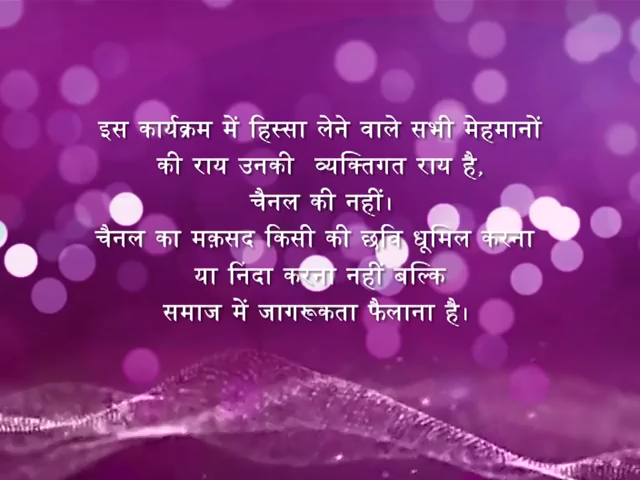 इस कार्यक्रम में हिस्सा लेने वाले सभी मेहमानों
की राय उनकी व्यक्तिगत राय है,
चैनल की नहीं।
चैनल का मक़सद किसी की छवि धूमिल करना
या निंदा करना नहीं बल्कि
समाज में जागरूकता फैलाना है।